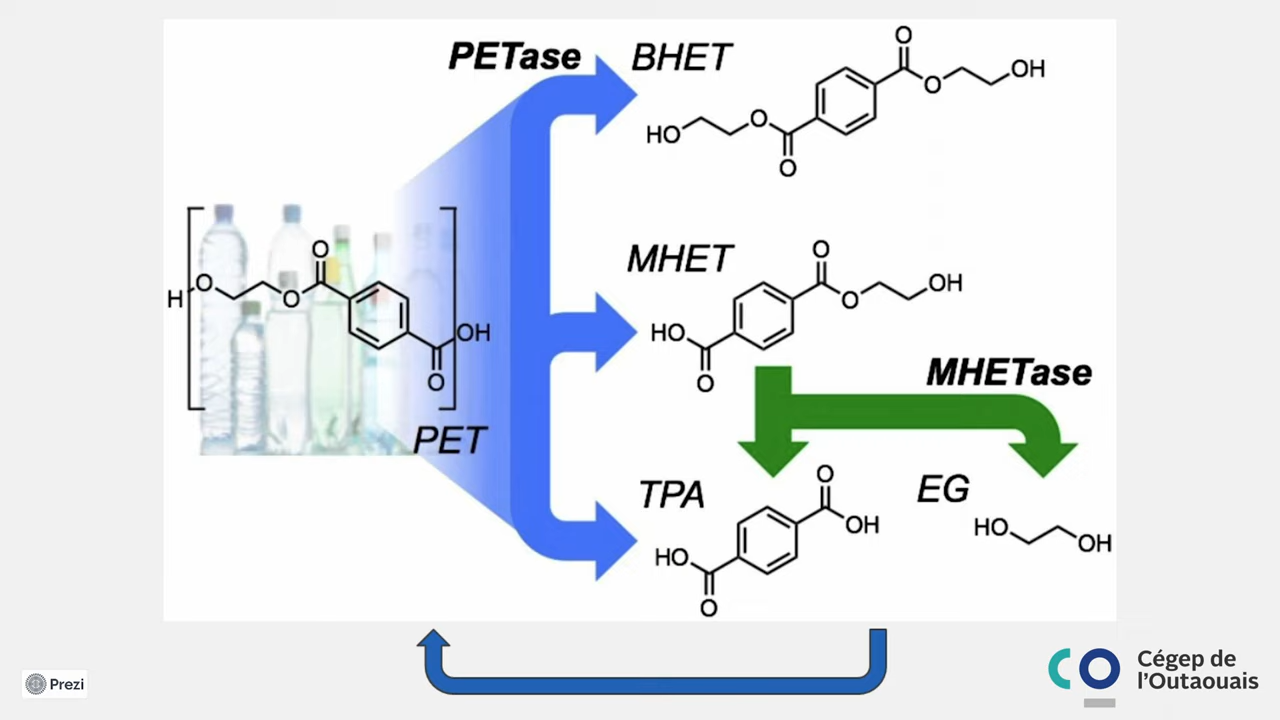 PETase
BHET
O
O
OH
HO
O
O
MHET
O
O
OH
HO
O
H
O
O
O
OH
O
PET
MHETase
TPA
O
OH
HO
O
EG
HO
OH
Prezi
Cégep de
l'Outaouais